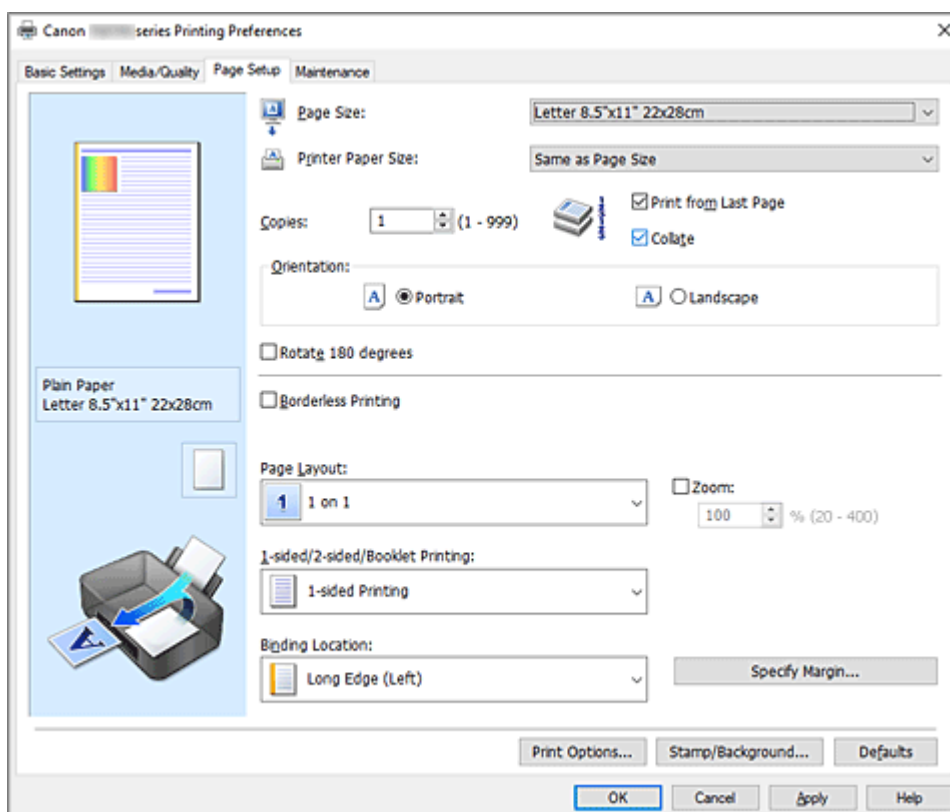 Canon series Printing Preferences
Basic Settings Media/Quality Page Setup Maintenance
Page Size: Letter 8.5"x11" 22x28cm
Printer Paper Size: Same as Page Size
Copies: 1 (1 - 999)
Print from Last Page
Collate
Orientation:
A Portrait A Landscape
Rotate 180 degrees
Plain Paper
Letter 8.5"x11" 22x28cm
Borderless Printing
Page Layout:
1 1 on 1
Zoom:
100 % (20 - 400)
1-sided/2-sided/Booklet Printing:
1-sided Printing
A
Binding Location:
Long Edge (Left)
Specify Margin...
Print Options... Stamp/Background... Defaults
OK Cancel Apply Help